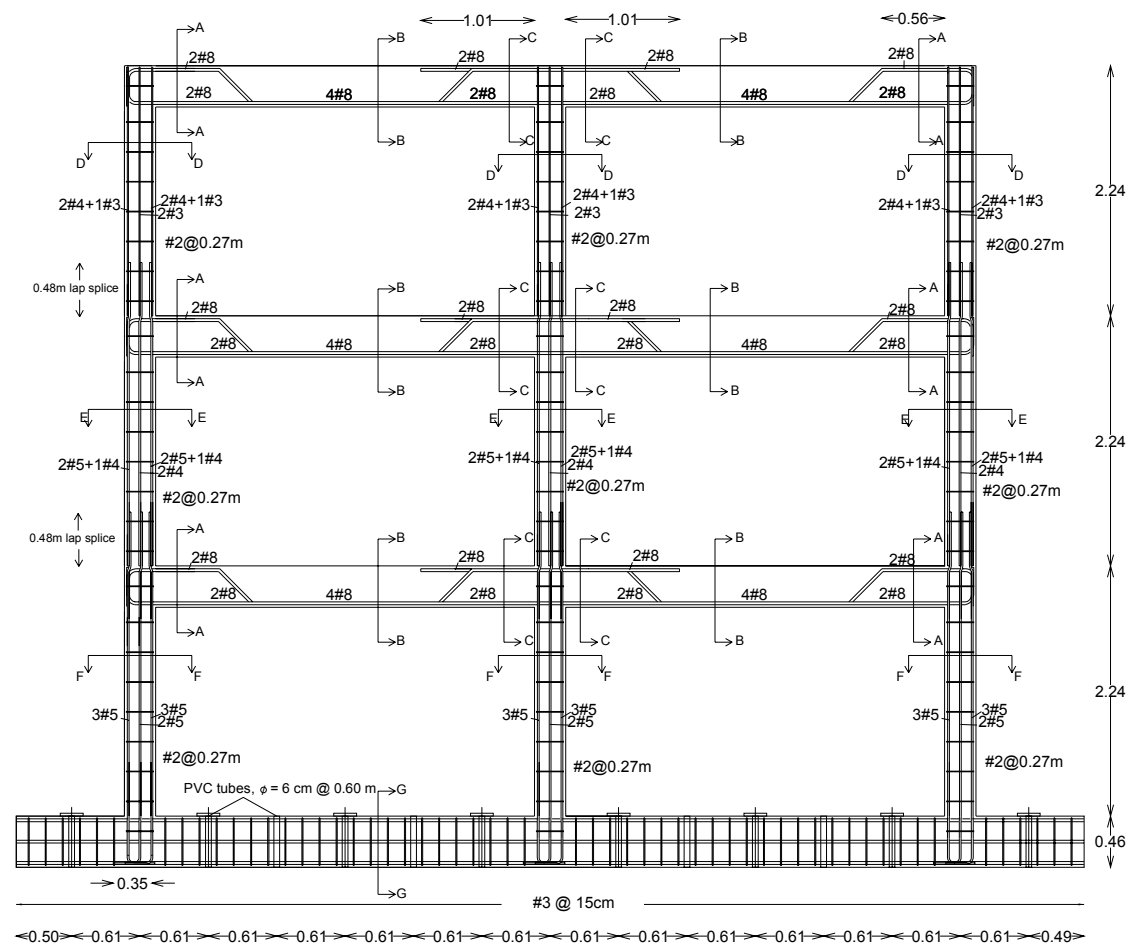 1.01 1.01 0.56
A B C C B A
2#8 2#8 2#8 2#8
2#8 4#8 2#8 2#8 4#8 2#8
A B C C B A
D D D D D D
2#4+1#3 2#4+1#3 2#4+1#3 2#4+1#3 2#4+1#3 2#4+1#3
2#3 2#3 2#3
#2@0.27m #2@0.27m #2@0.27m
2.24
0.48m lap splice
A B C C B A
2#8 2#8 2#8 2#8
2#8 4#8 2#8 2#8 4#8 2#8
A B C C B A
E E E E E E
2#5+1#4 2#5+1#4 2#5+1#4 2#5+1#4 2#5+1#4 2#5+1#4
2#4 2#4 2#4
#2@0.27m #2@0.27m #2@0.27m
2.24
0.48m lap splice
A B C C B A
2#8 2#8 2#8 2#8
2#8 4#8 2#8 2#8 4#8 2#8
A B C C B A
F F F F F F
3#5 3#5 3#5 3#5 3#5 3#5
2#5 2#5 2#5
#2@0.27m #2@0.27m #2@0.27m
2.24
PVC tubes, ϕ = 6 cm @ 0.60 m
G
0.46
0.35
G
#3 @ 15cm
0.50 0.61 0.61 0.61 0.61 0.61 0.61 0.61 0.61 0.61 0.61 0.61 0.61 0.61 0.61 0.49